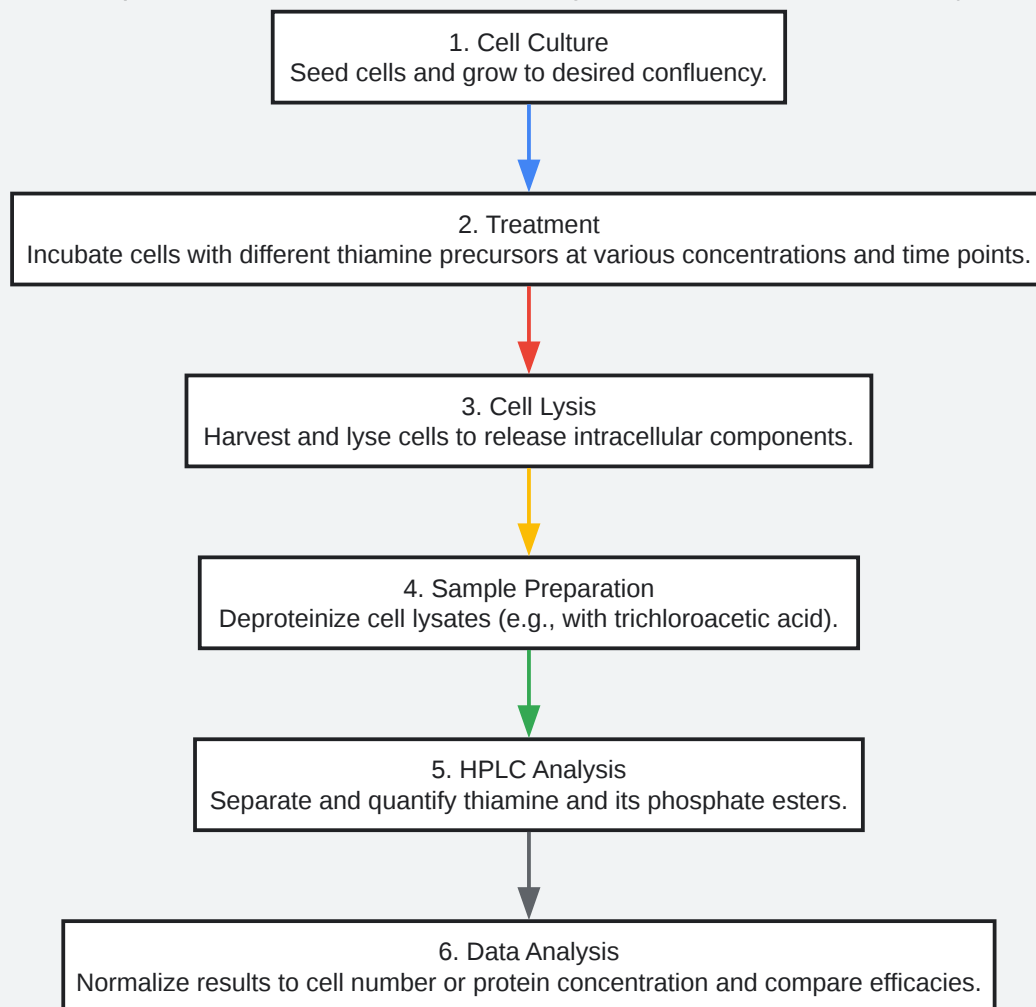 1. Cell Culture
Seed cells and grow to desired confluency.
2. Treatment
Incubate cells with different thiamine precursors at various concentrations and time points.
3. Cell Lysis
Harvest and lyse cells to release intracellular components.
4. Sample Preparation
Deproteinize cell lysates (e.g., with trichloroacetic acid).
5. HPLC Analysis
Separate and quantify thiamine and its phosphate esters.
6. Data Analysis
Normalize results to cell number or protein concentration and compare efficacies.